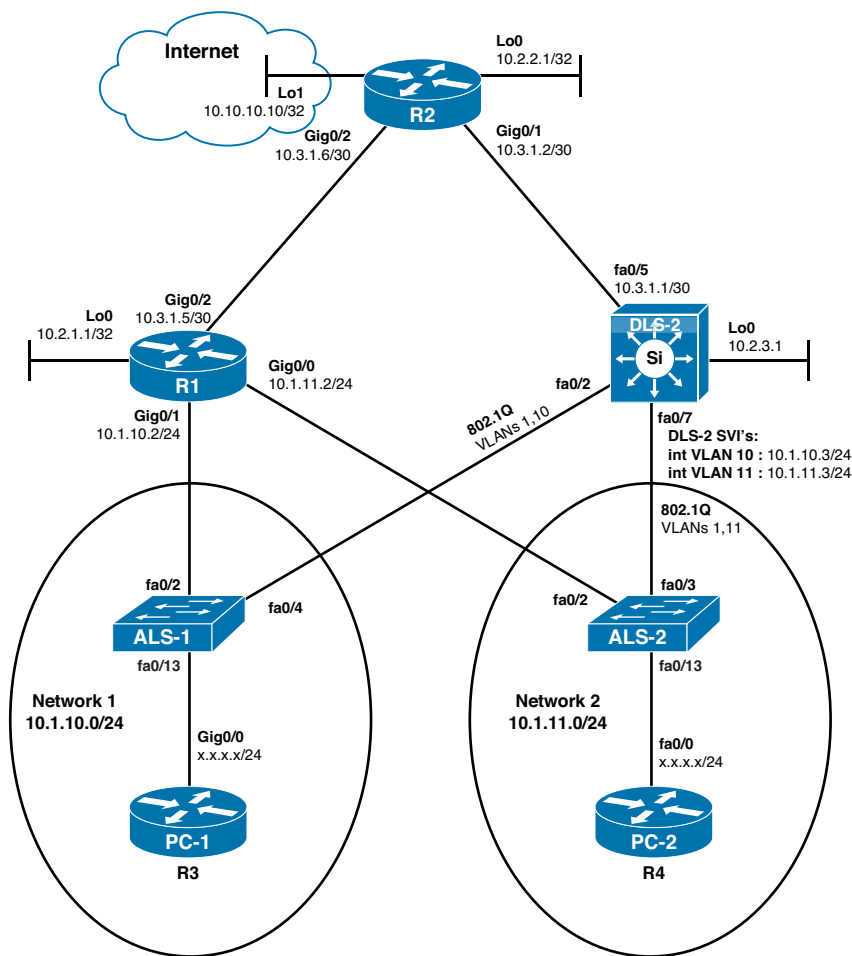 Internet
Lo0
10.2.2.1/32
Lo1
10.10.10.10/32
R2
Gig0/2
10.3.1.6/30
Gig0/1
10.3.1.2/30
fa0/5
10.3.1.1/30
Gig0/2
10.3.1.5/30
Lo0
10.2.1.1/32
DLS-2
Si
Lo0
10.2.3.1
R1
Gig0/0
10.1.11.2/24
fa0/2
Gig0/1
10.1.10.2/24
802.1Q
VLANs 1,10
fa0/7
DLS-2 SVI's:
int VLAN 10 : 10.1.10.3/24
int VLAN 11 : 10.1.11.3/24
802.1Q
VLANs 1,11
fa0/2
fa0/4
fa0/2
fa0/3
ALS-1
ALS-2
fa0/13
fa0/13
Network 1
10.1.10.0/24
Network 2
10.1.11.0/24
Gig0/0
x.x.x.x/24
fa0/0
x.x.x.x/24
PC-1
PC-2
R3
R4